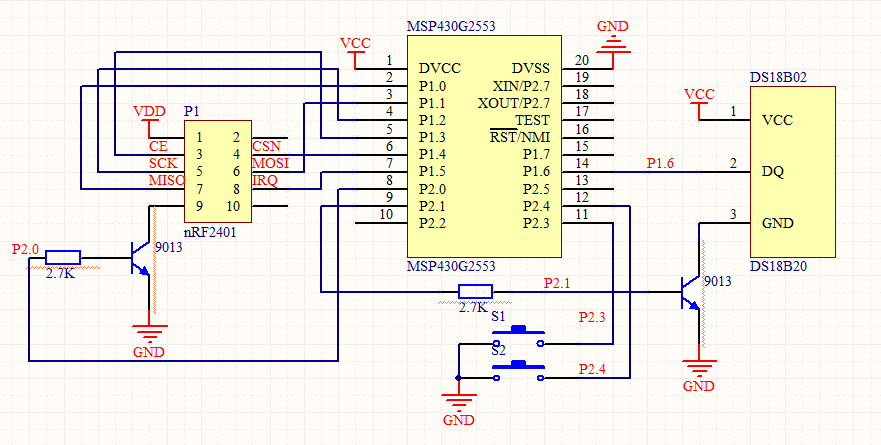 MSP430G2553
GND
VCC
1 DVCC DVSS 20
2 P1.0 XIN/P2.7 19
3 P1.1 XOUT/P2.7 18
4 P1.2 TEST 17
5 P1.3 RST/NMI 16
6 P1.4 P1.7 15
7 P1.5 P1.6 14
8 P2.0 P2.5 13
9 P2.1 P2.4 12
10 P2.2 P2.3 11
MSP430G2553
DS18B02
VCC
1 VCC
P1.6
2 DQ
3 GND
DS18B20
VDD
P1
1 2
CE 3 4 CSN
SCK 5 6 MOSI
MISO 7 8 IRQ
9 10
nRF2401
P2.0
2.7K
9013
GND
2.7K
P2.1
9013
S1
P2.3
S2
P2.4
GND
GND